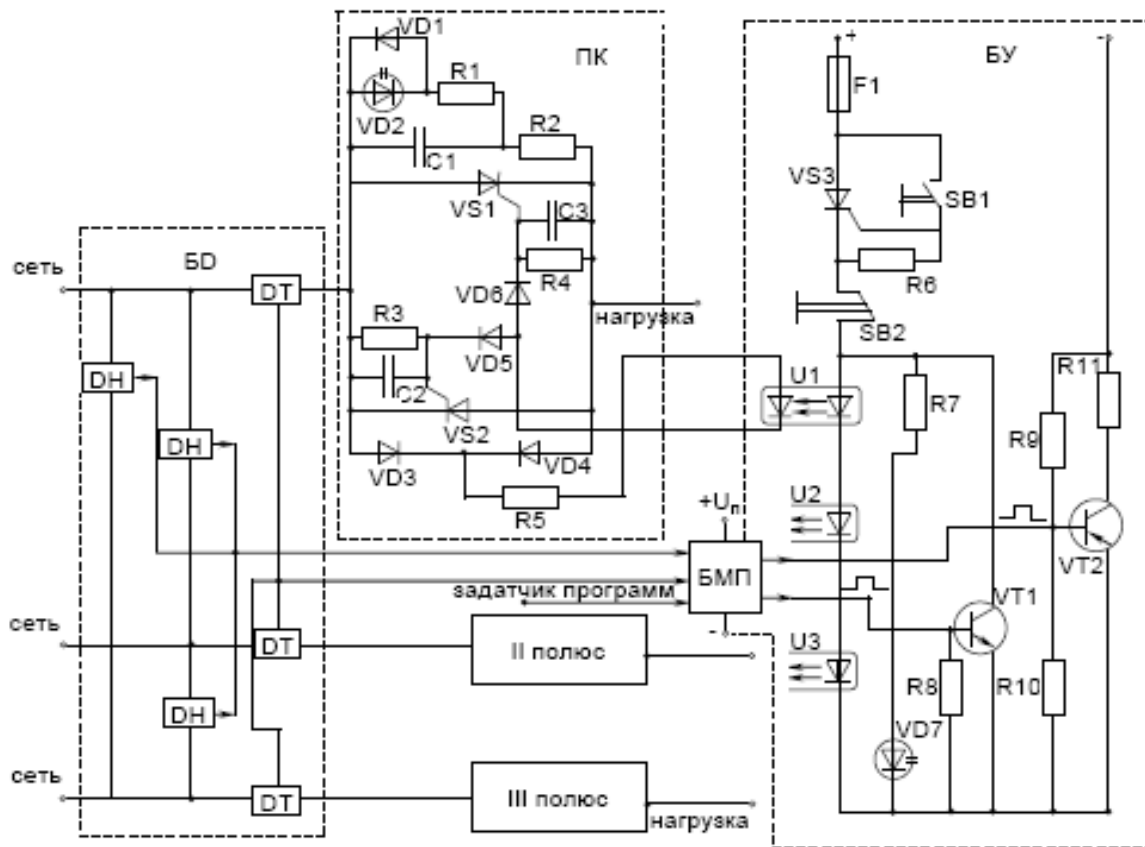 VD1
ПК
+
-
БУ
R1
F1
VD2
R2
C1
VS3
SB1
VS1
C3
сеть
БD
DT
R4
R6
VD6
нагрузка
R3
SB2
VD5
R11
DH
U1
C2
R7
VS2
R9
DH
VD3
VD4
R5
+Uп
U2
БМП
VT2
задатчик программ
VT1
сеть
-
DT
II полюс
U3
R8
R10
DH
VD7
сеть
DT
III полюс
нагрузка